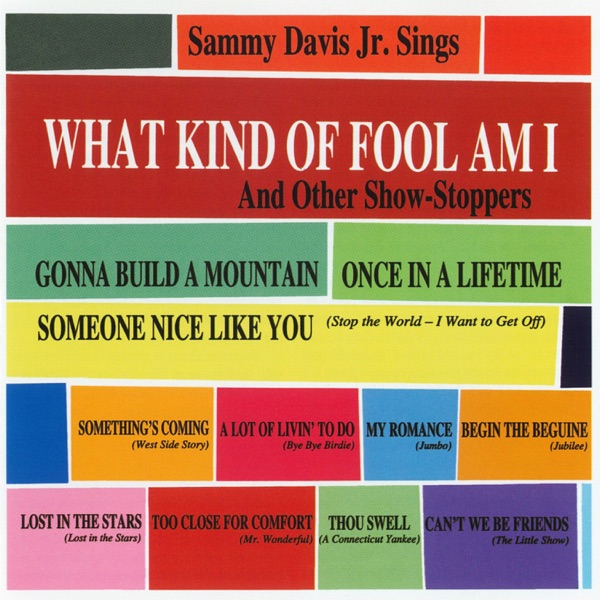 Sammy Davis Jr. Sings
WHAT KIND OF FOOL AM I
And Other Show-Stoppers
GONNA BUILD A MOUNTAIN
ONCE IN A LIFETIME
SOMEONE NICE LIKE YOU (Stop the World – I Want to Get Off)
SOMETHING'S COMING
(West Side Story)
A LOT OF LIVIN' TO DO
(Bye Bye Birdie)
MY ROMANCE
(Jumbo)
BEGIN THE BEGUINE
(Jubilee)
LOST IN THE STARS
(Lost in the Stars)
TOO CLOSE FOR COMFORT
(Mr. Wonderful)
THOU SWELL
(A Connecticut Yankee)
CAN'T WE BE FRIENDS
(The Little Show)